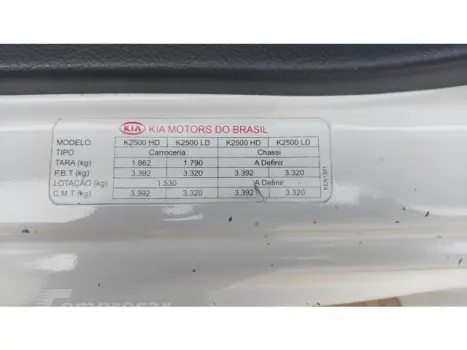 KIA KIA MOTORS DO BRASIL
MODELO K2500 HD K2500 LD K2500 HD K2500 LD
TIPO Carroceria Chassi
TARA (kg) 1.862 1.790 A Definir
P.B.T (kg) 3.392 3.320 3.392 3.320
LOTAÇÃO (kg) 1.530 A Definir
C.M.T (kg) 3.392 3.320 3.392 3.320